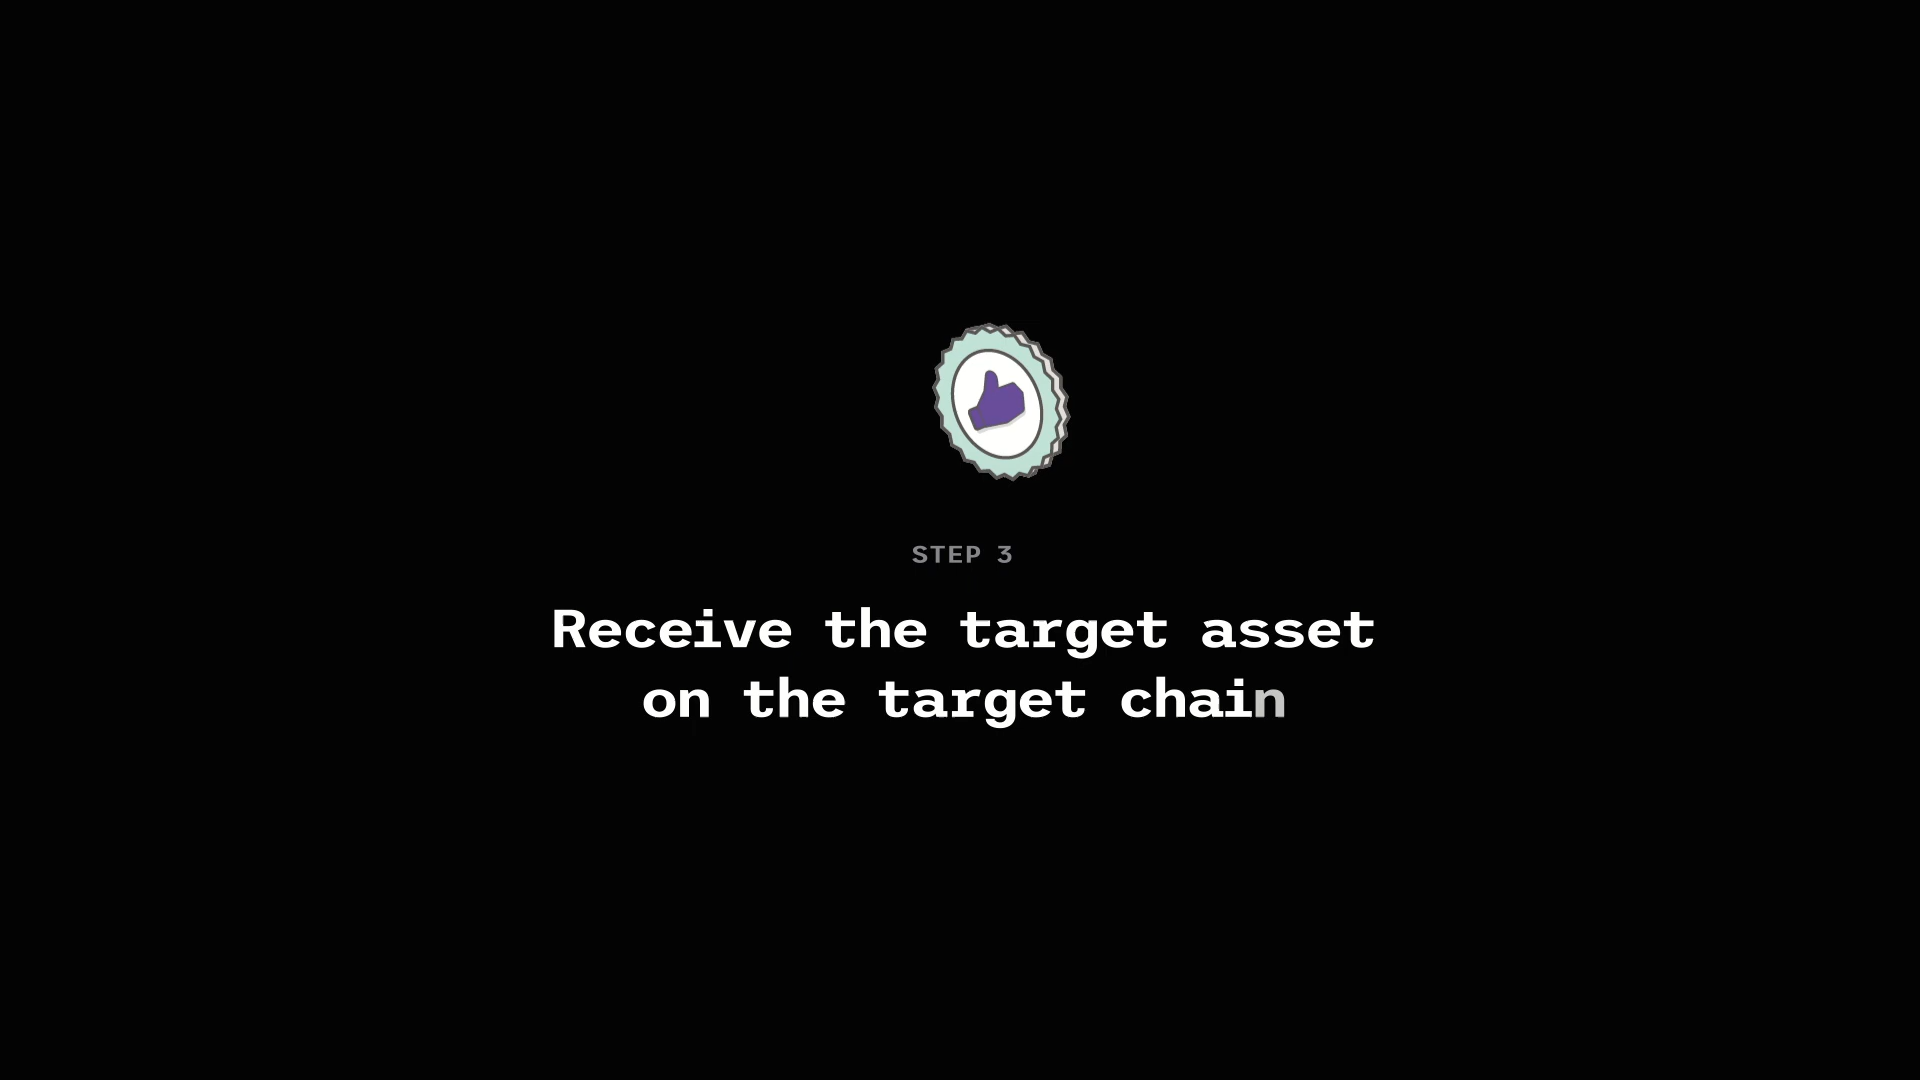 STEP 3
Receive the target asset
on the target chain